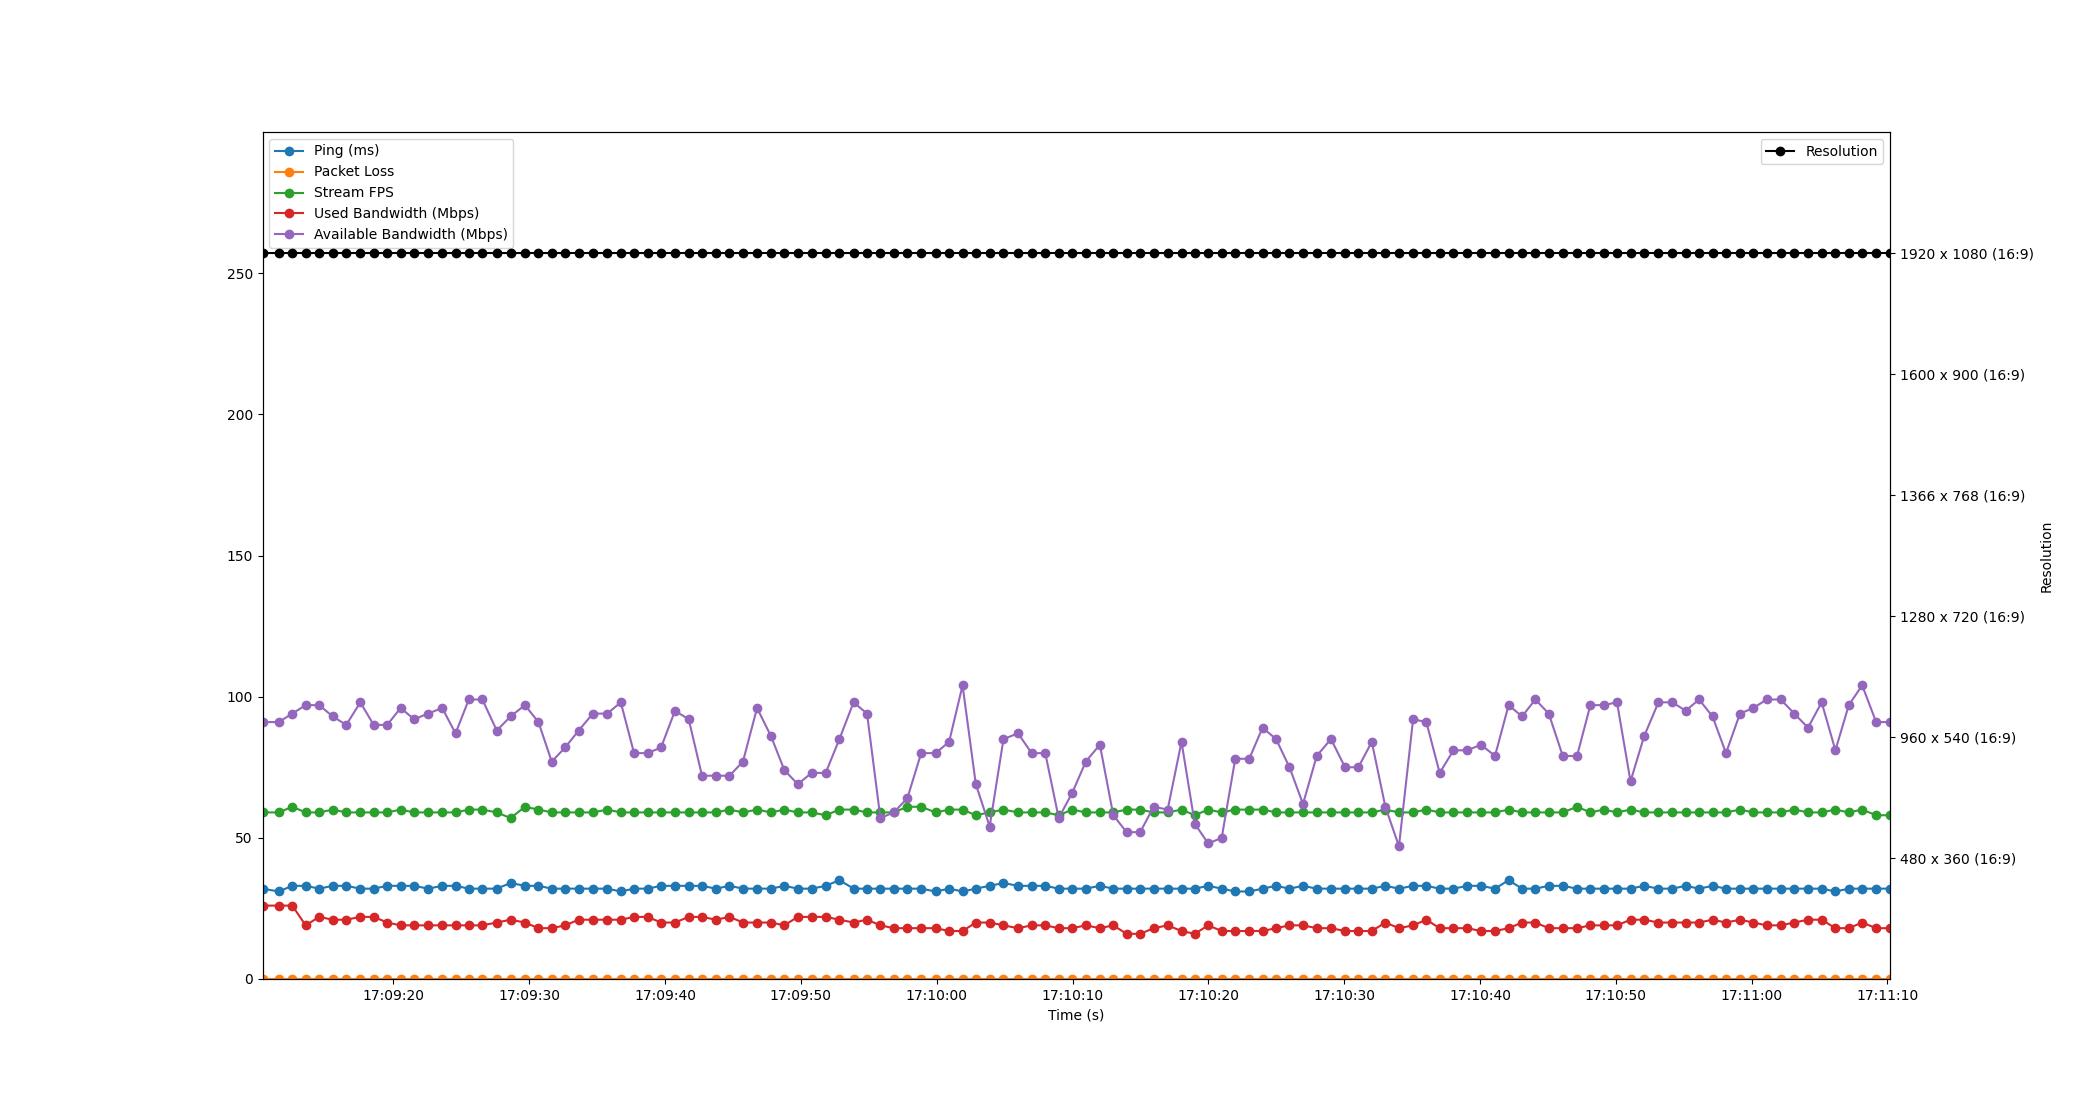 Ping (ms)
Packet Loss
Stream FPS
Used Bandwidth (Mbps)
Available Bandwidth (Mbps)
Resolution
250
200
150
100
50
0
1920 x 1080 (16:9)
1600 x 900 (16:9)
1366 x 768 (16:9)
1280 x 720 (16:9)
960 x 540 (16:9)
480 x 360 (16:9)
Resolution
17:09:20 17:09:30 17:09:40 17:09:50 17:10:00 17:10:10 17:10:20 17:10:30 17:10:40 17:10:50 17:11:00 17:11:10
Time (s)